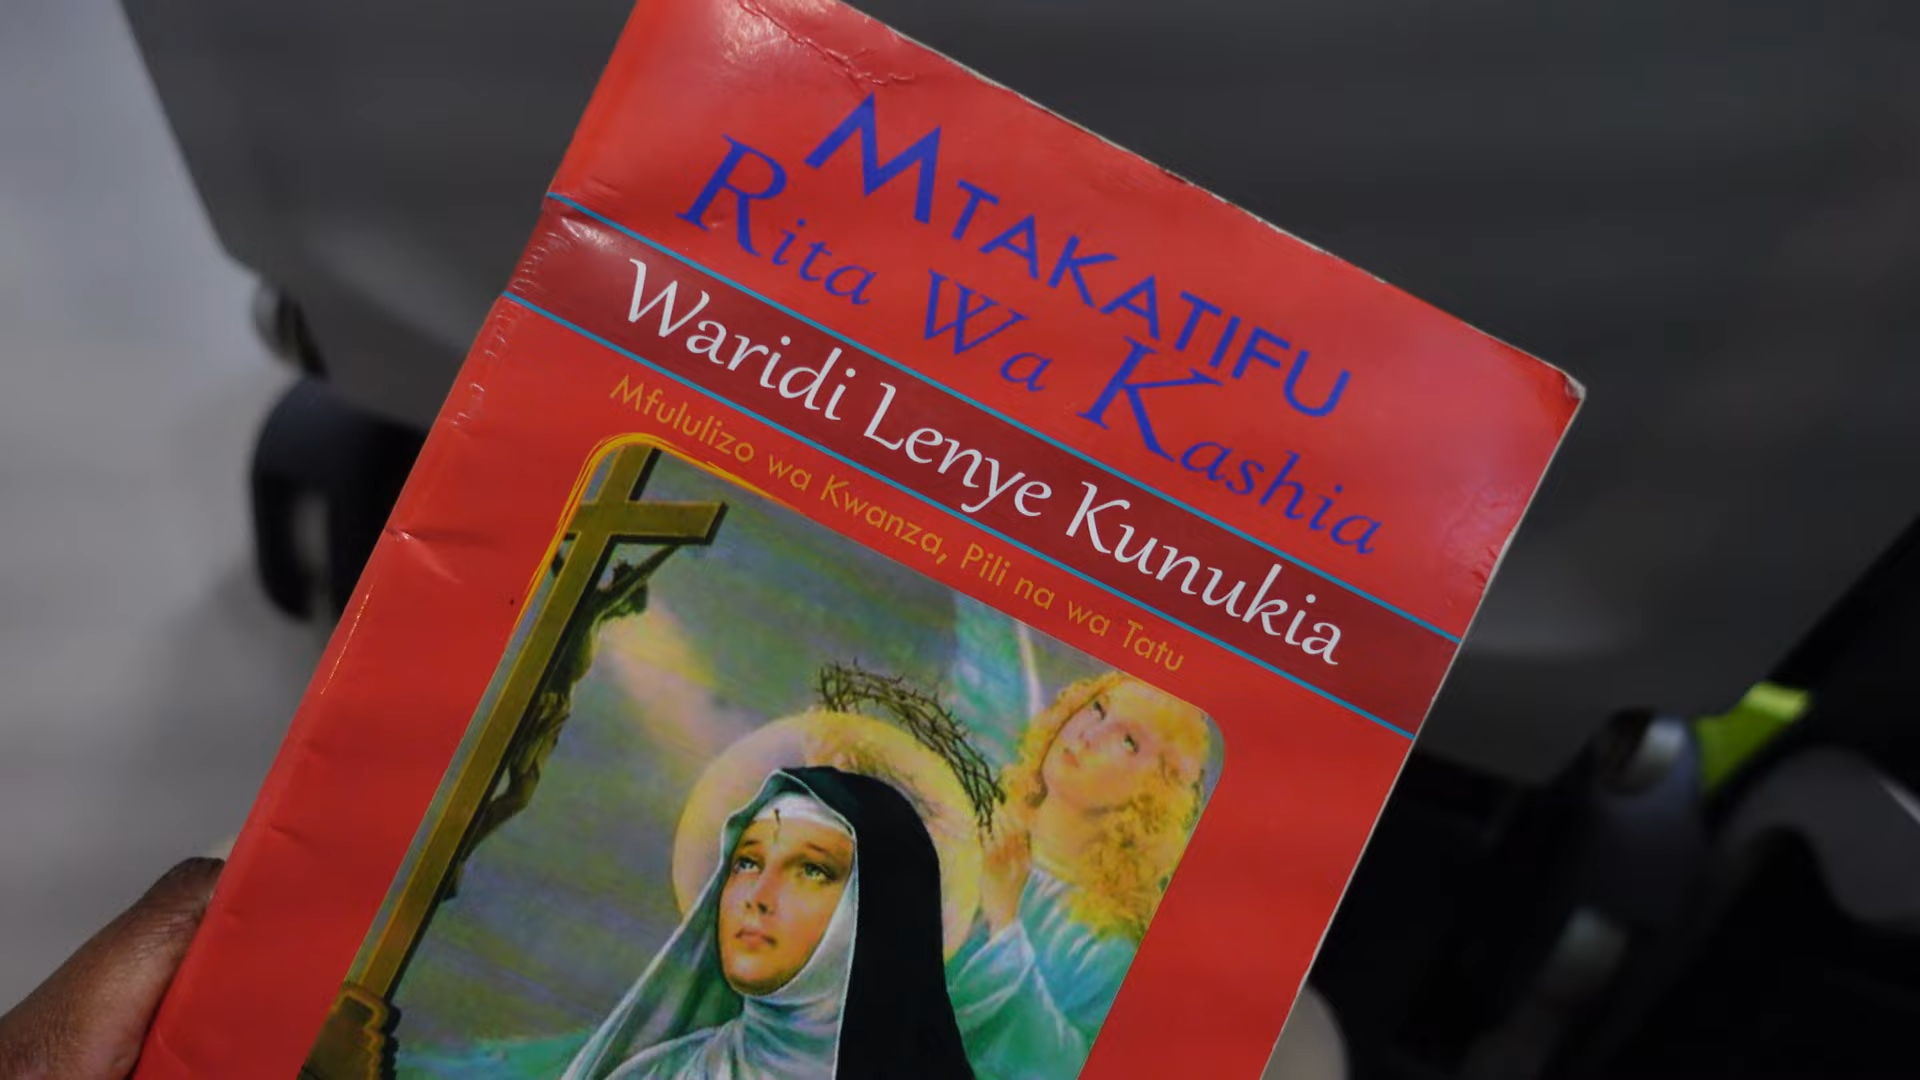 MTAKATIFU
Rita Wa Kashia
Waridi Lenye Kunukia
Mfululizo wa Kwanza, Pili na wa Tatu